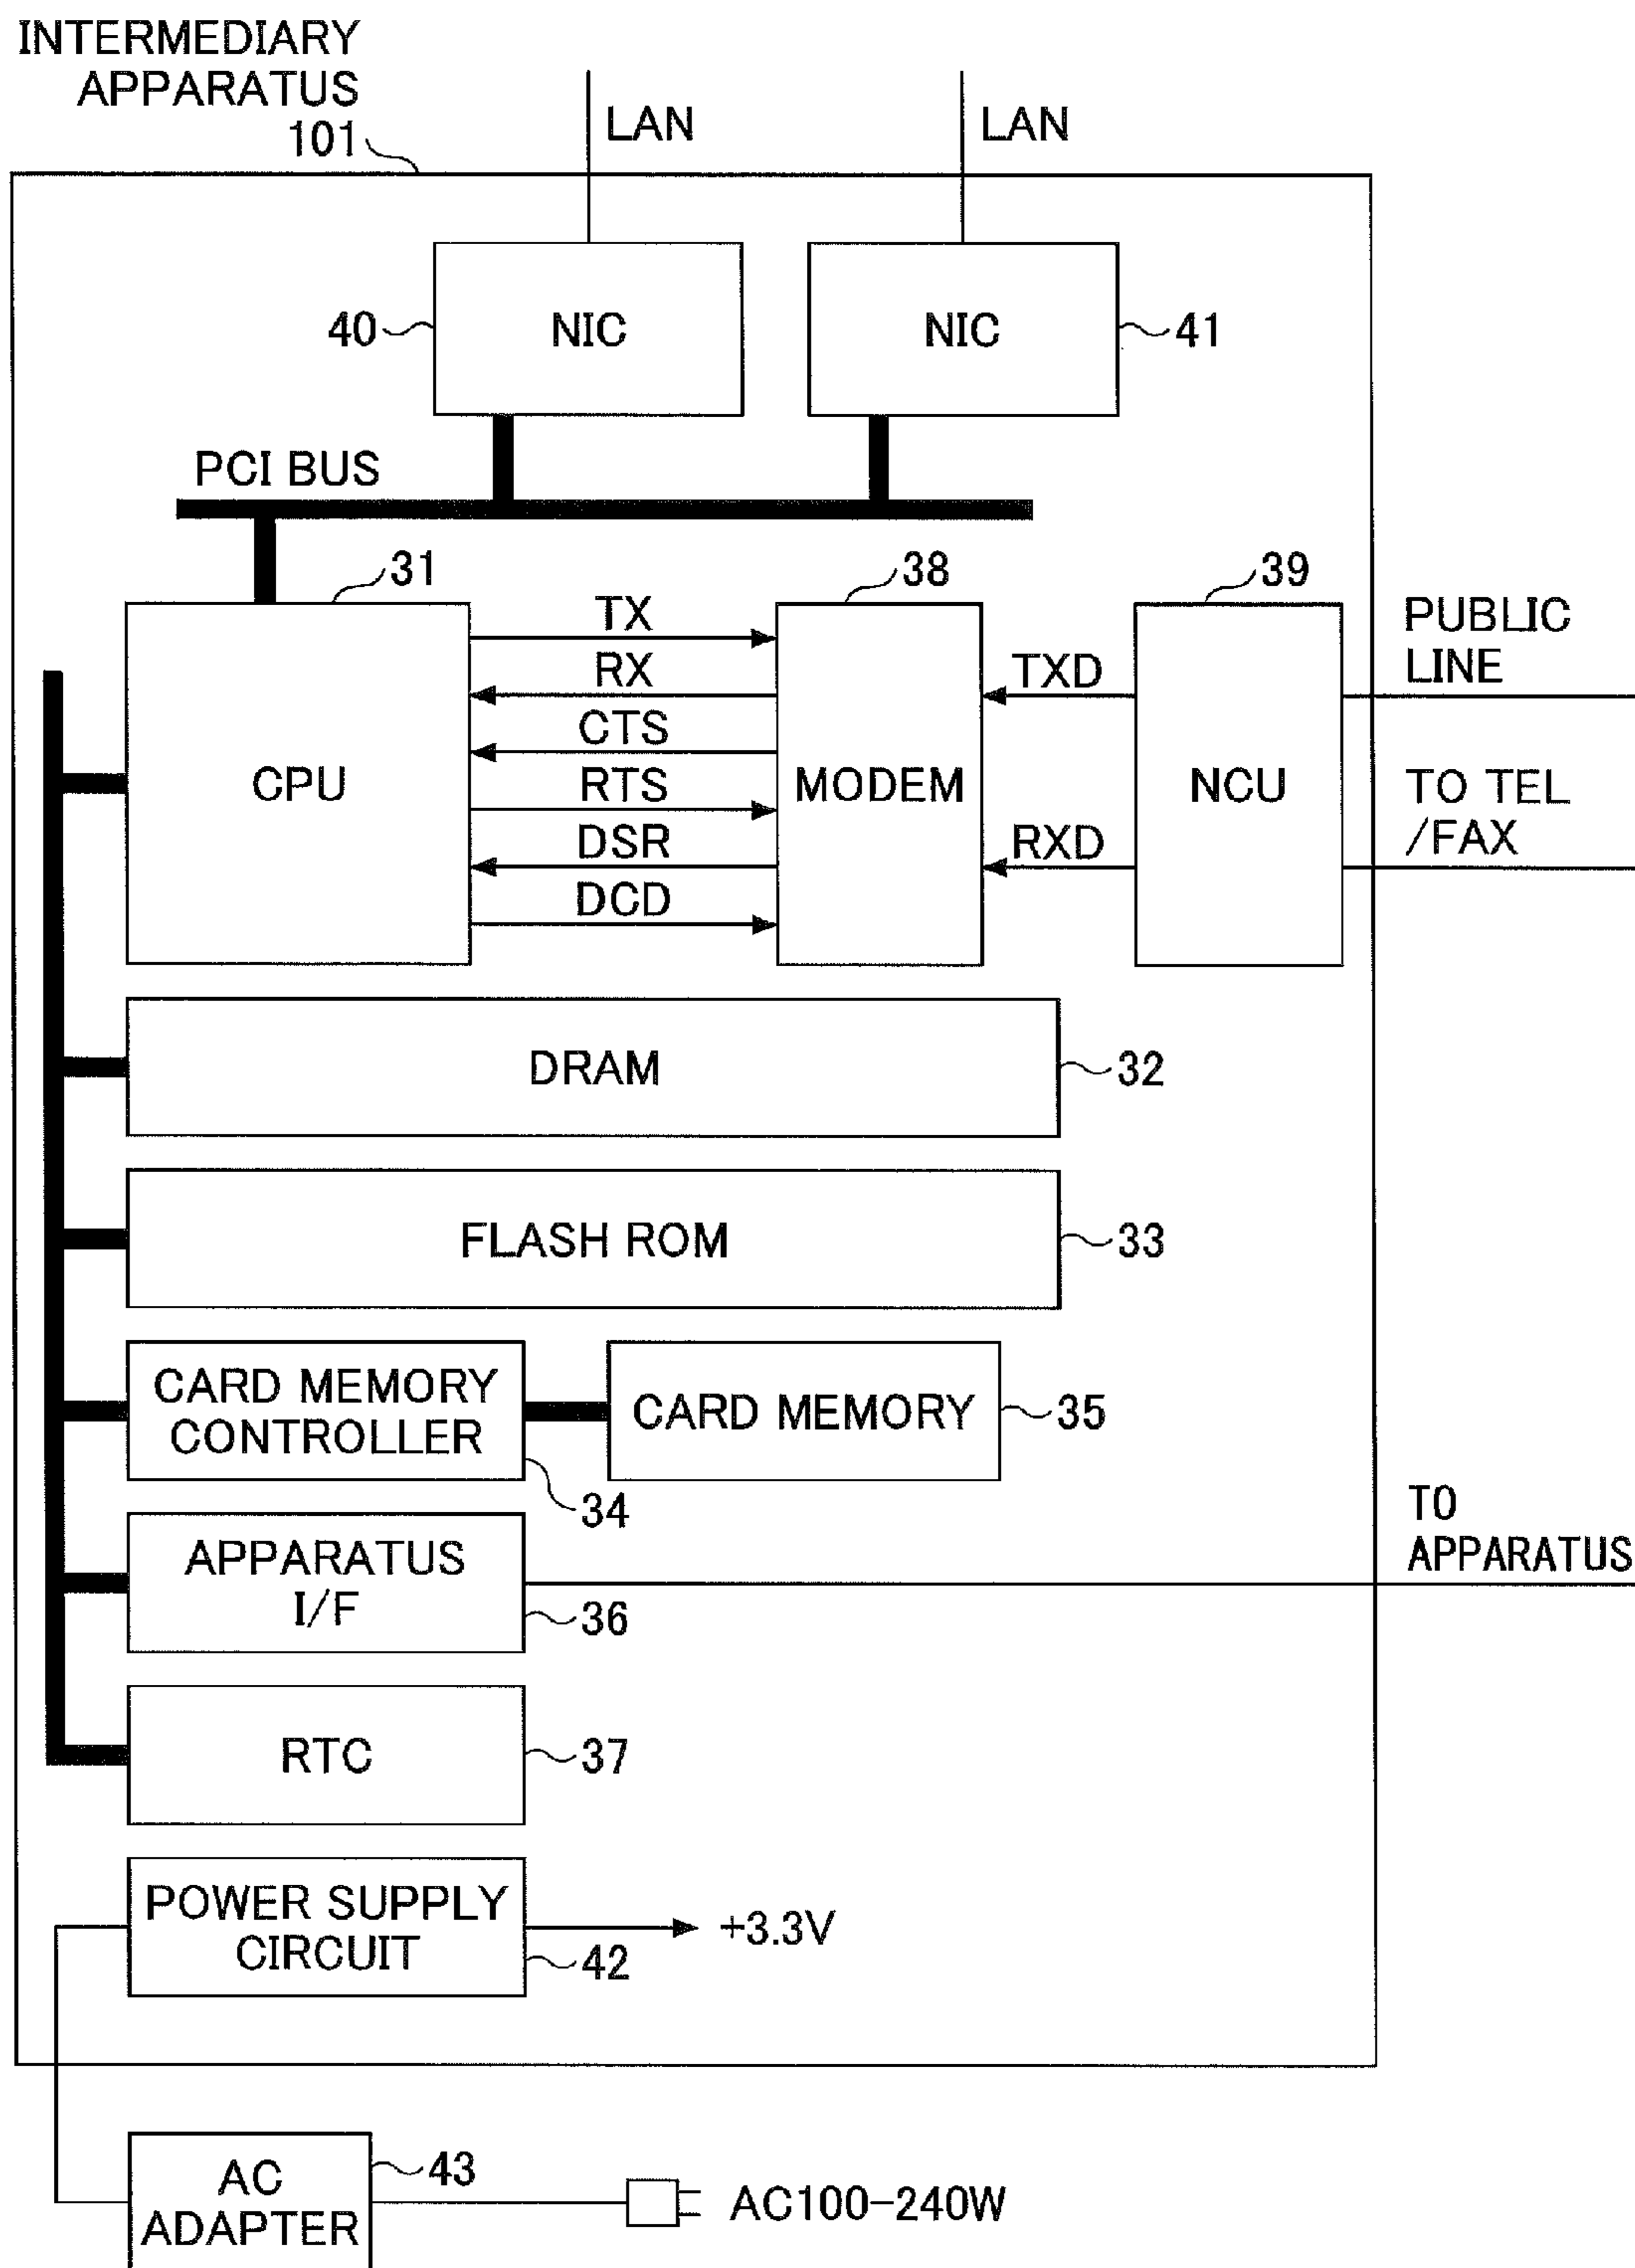 INTERMEDIARY
APPARATUS
101
LAN
LAN
40
NIC
NIC
41
PCI BUS
31
38
39
TX
RX
CTS
RTS
DSR
DCD
CPU
MODEM
TXD
RXD
NCU
PUBLIC
LINE
TO TEL
/FAX
DRAM
32
FLASH ROM
33
CARD MEMORY
CONTROLLER
34
CARD MEMORY
35
APPARATUS
I/F
36
TO
APPARATUS
RTC
37
POWER SUPPLY
CIRCUIT
42
+3.3V
AC
ADAPTER
43
AC100-240W